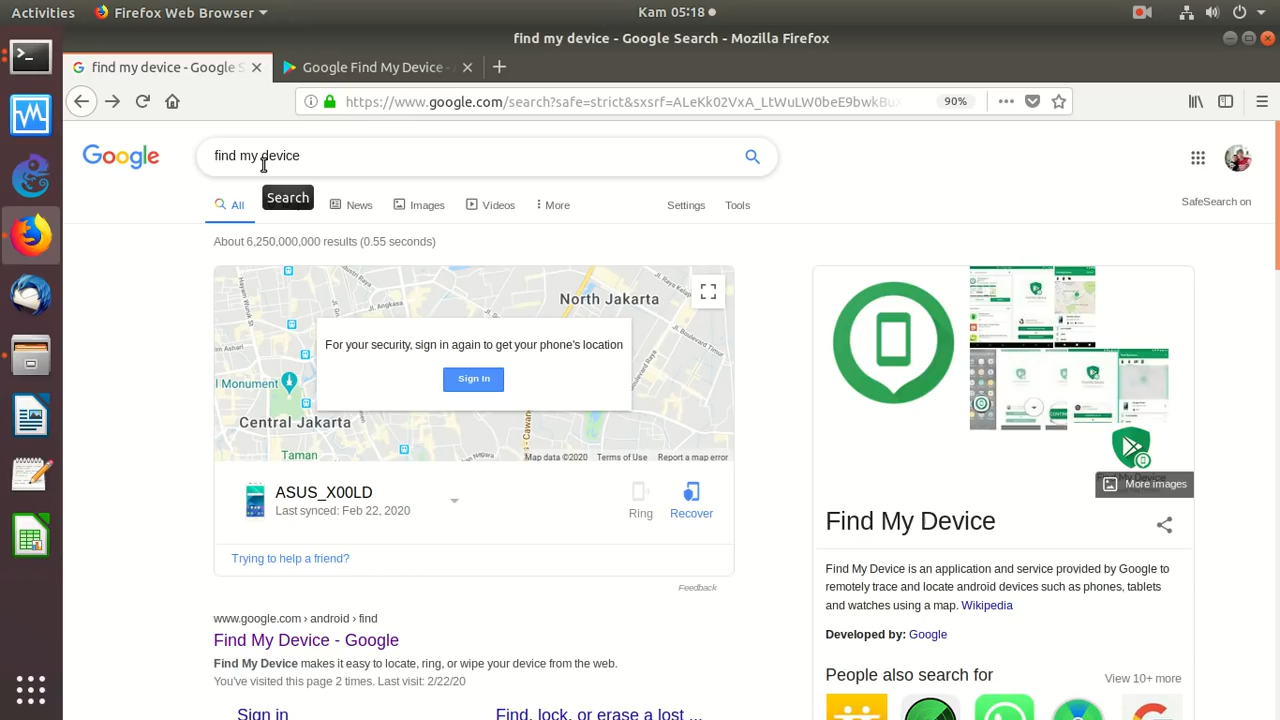 Activities
Firefox Web Browser
Kam 05:18
find my device - Google Search - Mozilla Firefox
find my device - Google S
Google Find My Device - A
https://www.google.com/search?safe=strict&sxsrf=ALeKk02VxA_LtWuLW0beE9bwkBux
90%
Google
find my device
Search
All
News
Images
Videos
More
Settings
Tools
SafeSearch on
About 6,250,000,000 results (0.55 seconds)
North Jakarta
Angkasa
For your security, sign in again to get your phone's location
Sign In
l Monument
Central Jakarta
Taman
Map data ©2020
Terms of Use
Report a map error
ASUS_X00LD
Last synced: Feb 22, 2020
Ring
Recover
Trying to help a friend?
Feedback
More images
Find My Device
Find My Device is an application and service provided by Google to
remotely trace and locate android devices such as phones, tablets
and watches using a map. Wikipedia
Developed by: Google
People also search for
View 10+ more
www.google.com › android › find
Find My Device - Google
Find My Device makes it easy to locate, ring, or wipe your device from the web.
You've visited this page 2 times. Last visit: 2/22/20
Sign in
Find, lock, or erase a lost ...